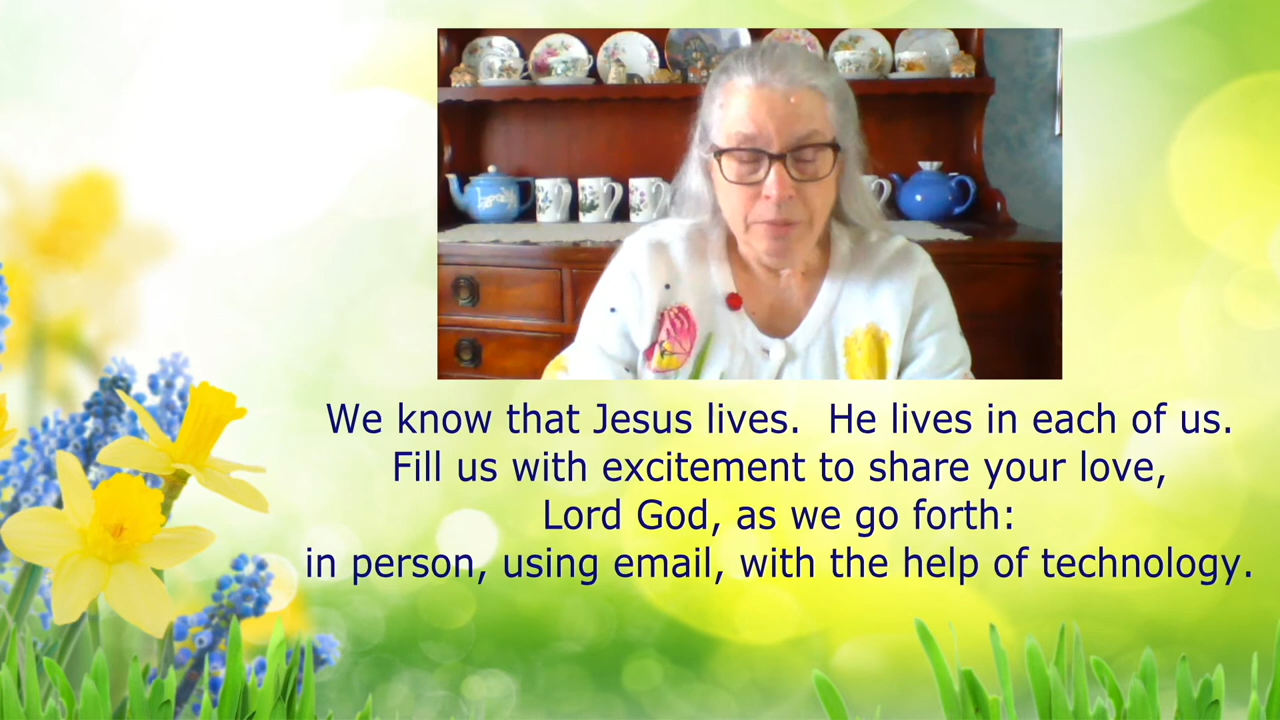 We know that Jesus lives.  He lives in each of us.
Fill us with excitement to share your love,
Lord God, as we go forth:
in person, using email, with the help of technology.